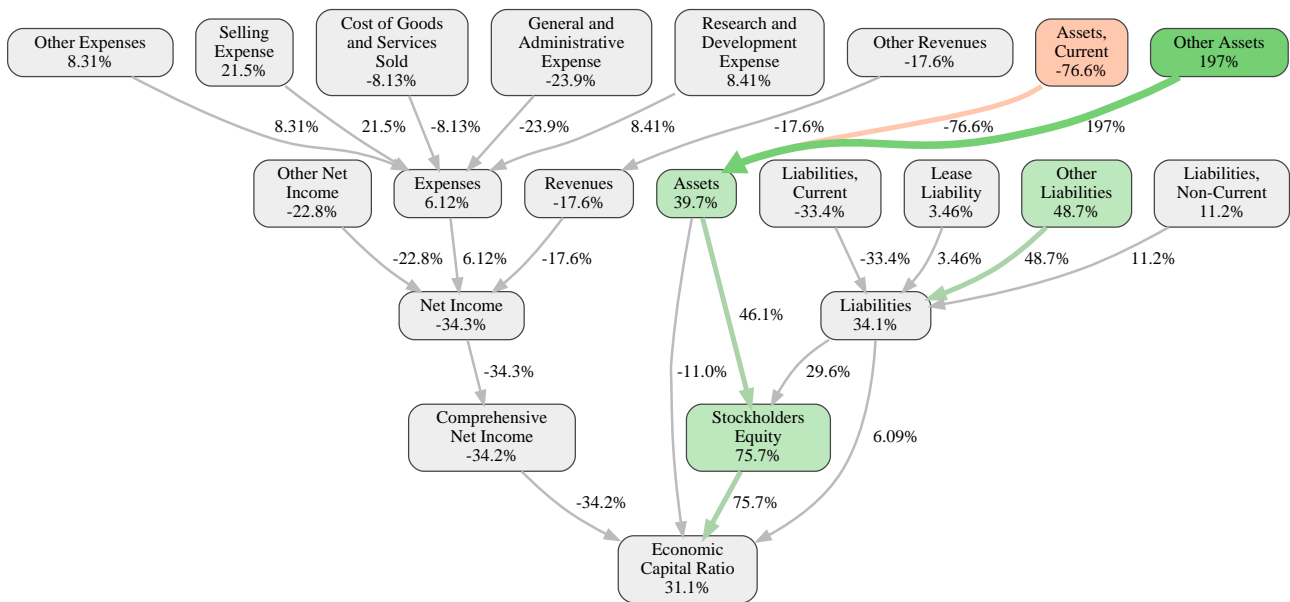 Other Expenses
8.31%
Selling
Expense
21.5%
Cost of Goods
and Services
Sold
-8.13%
General and
Administrative
Expense
-23.9%
Research and
Development
Expense
8.41%
Other Revenues
-17.6%
Assets,
Current
-76.6%
Other Assets
197%
8.31%
21.5%
-8.13%
-23.9%
8.41%
-17.6%
-76.6%
197%
Other Net
Income
-22.8%
Expenses
6.12%
Revenues
-17.6%
Assets
39.7%
Liabilities,
Current
-33.4%
Lease
Liability
3.46%
Other
Liabilities
48.7%
Liabilities,
Non-Current
11.2%
-22.8%
6.12%
-17.6%
-33.4%
3.46%
48.7%
11.2%
Net Income
-34.3%
Liabilities
34.1%
46.1%
-34.3%
-11.0%
29.6%
Comprehensive
Net Income
-34.2%
Stockholders
Equity
75.7%
6.09%
-34.2%
75.7%
Economic
Capital Ratio
31.1%